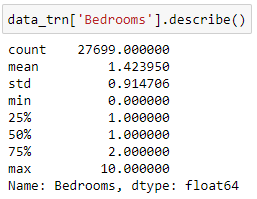 data_trn['Bedrooms'].describe()
count    27699.000000
mean         1.423950
std          0.914706
min          0.000000
25%          1.000000
50%          1.000000
75%          2.000000
max         10.000000
Name: Bedrooms, dtype: float64